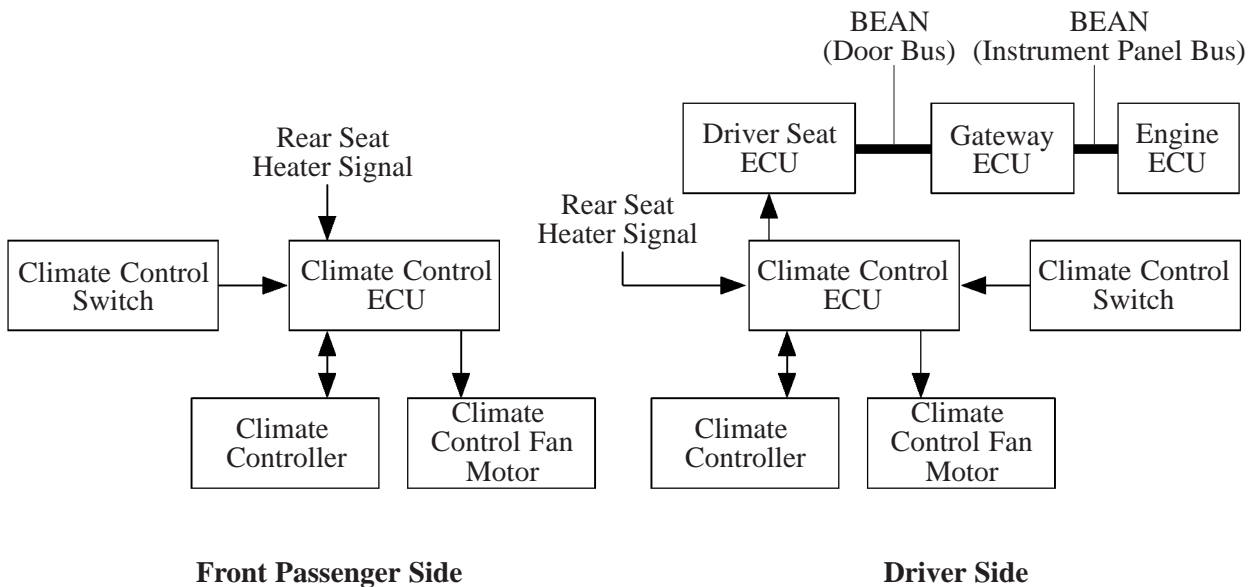 BEAN
(Door Bus)
BEAN
(Instrument Panel Bus)
Driver Seat
ECU
Gateway
ECU
Engine
ECU
Rear Seat
Heater Signal
Rear Seat
Heater Signal
Climate Control
Switch
Climate Control
ECU
Climate Control
ECU
Climate Control
Switch
Climate
Controller
Climate
Control Fan
Motor
Climate
Controller
Climate
Control Fan
Motor
Front Passenger Side
Driver Side